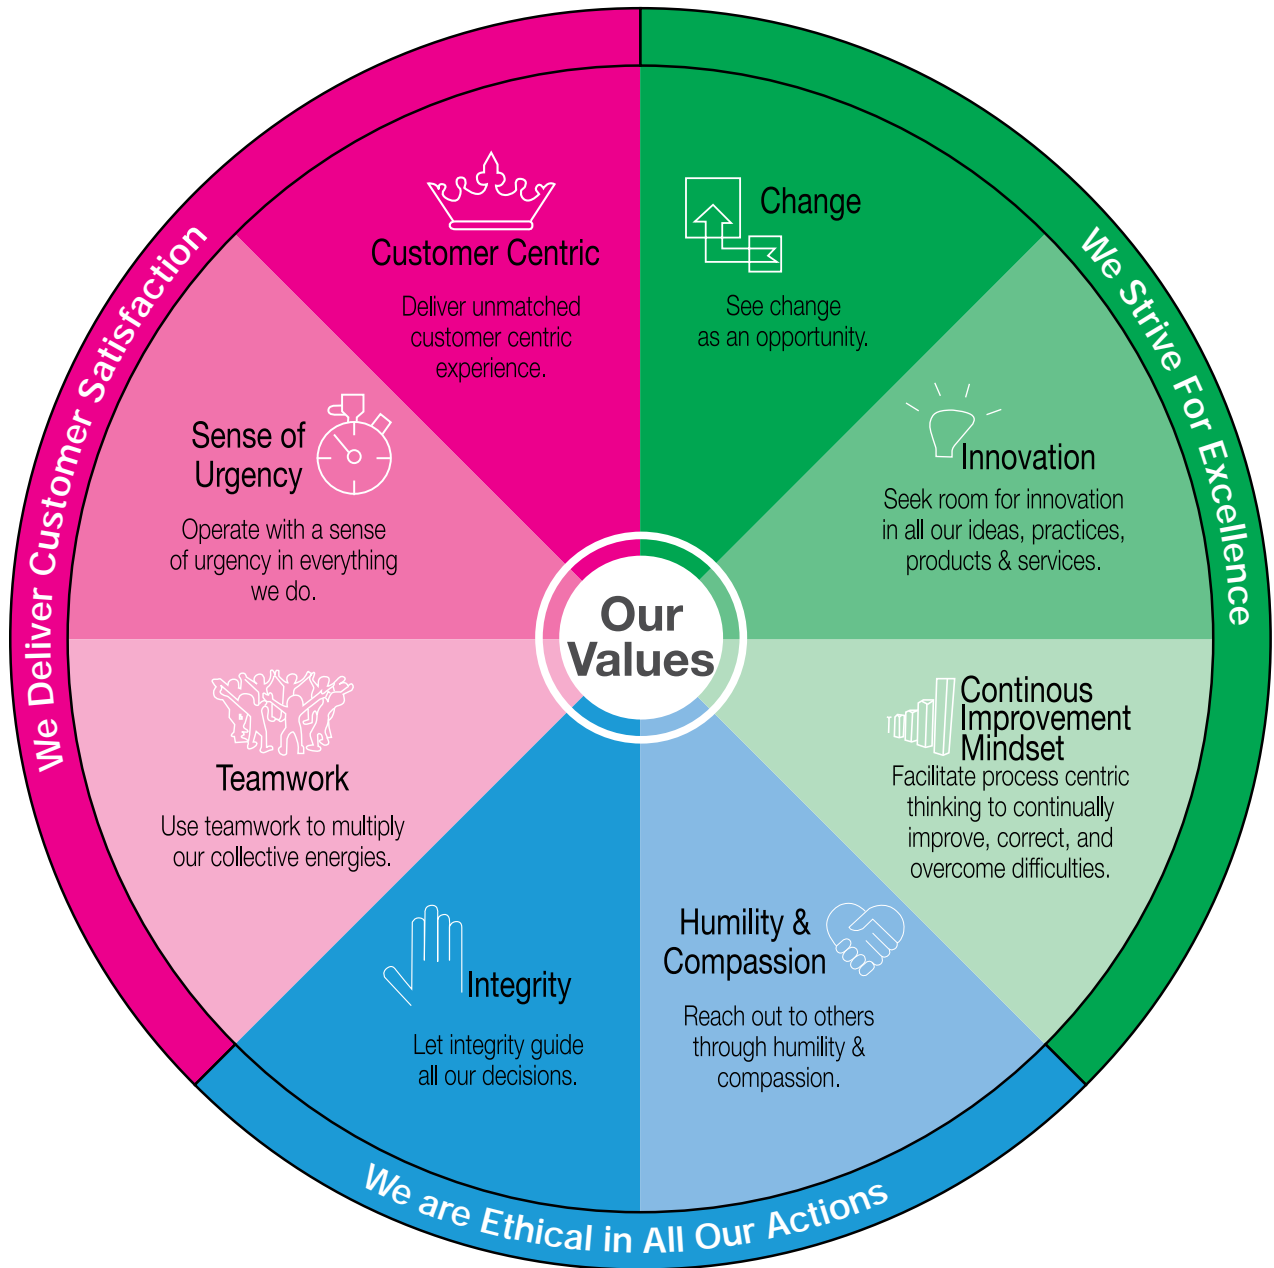 We Deliver Customer Satisfaction
We Strive For Excellence
We are Ethical in All Our Actions
Our
Values
Customer Centric
Deliver unmatched
customer centric
experience.
Change
See change
as an opportunity.
Innovation
Seek room for innovation
in all our ideas, practices,
products & services.
Continous
Improvement
Mindset
Facilitate process centric
thinking to continually
improve, correct, and
overcome difficulties.
Humility &
Compassion
Reach out to others
through humility &
compassion.
Integrity
Let integrity guide
all our decisions.
Teamwork
Use teamwork to multiply
our collective energies.
Sense of
Urgency
Operate with a sense
of urgency in everything
we do.